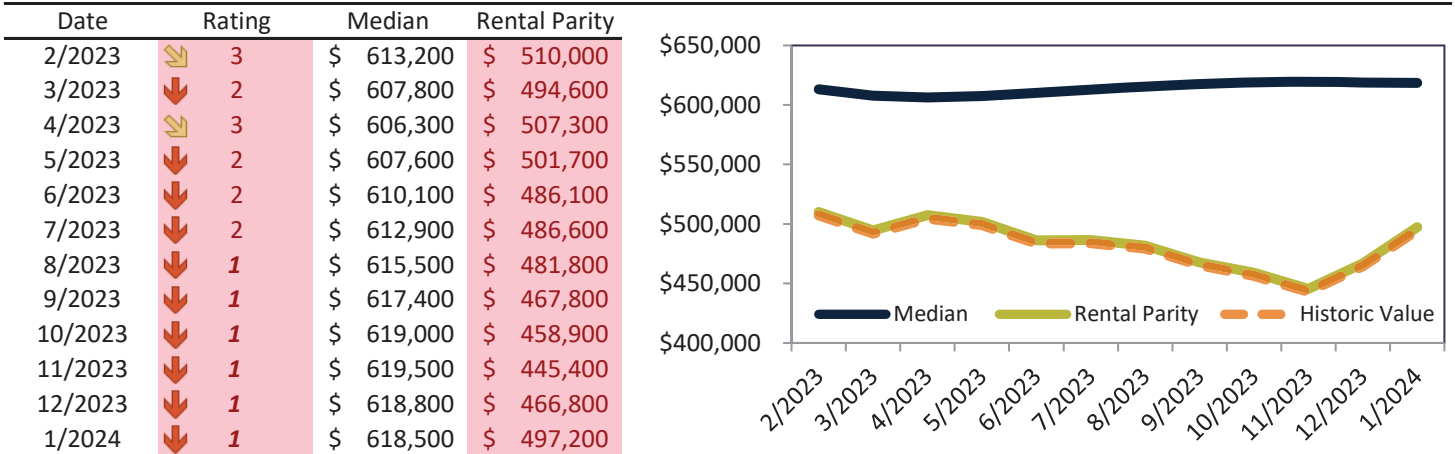 Date Rating Median Rental Parity
2/2023 3 $ 613,200 $ 510,000
3/2023 2 $ 607,800 $ 494,600
4/2023 3 $ 606,300 $ 507,300
5/2023 2 $ 607,600 $ 501,700
6/2023 2 $ 610,100 $ 486,100
7/2023 2 $ 612,900 $ 486,600
8/2023 1 $ 615,500 $ 481,800
9/2023 1 $ 617,400 $ 467,800
10/2023 1 $ 619,000 $ 458,900
11/2023 1 $ 619,500 $ 445,400
12/2023 1 $ 618,800 $ 466,800
1/2024 1 $ 618,500 $ 497,200
$650,000
$600,000
$550,000
$500,000
$450,000
$400,000
Median Rental Parity Historic Value
2/2023 3/2023 4/2023 5/2023 6/2023 7/2023 8/2023 9/2023 10/2023 11/2023 12/2023 1/2024